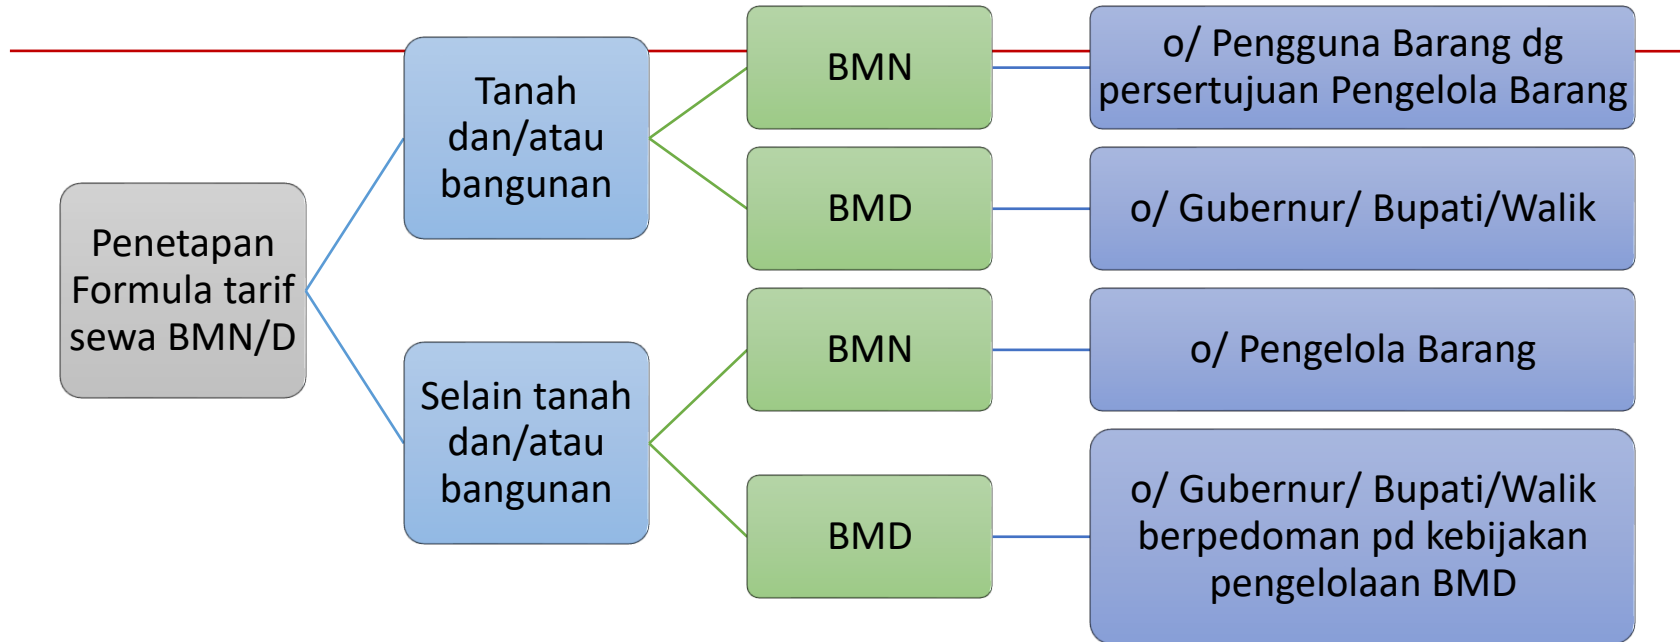 Penetapan
Formula tarif
sewa BMN/D
Tanah
dan/atau
bangunan
BMN
o/ Pengguna Barang dg
persertujuan Pengelola Barang
BMD
o/ Gubernur/ Bupati/Walik
Selain tanah
dan/atau
bangunan
BMN
o/ Pengelola Barang
BMD
o/ Gubernur/ Bupati/Walik
berpedoman pd kebijakan
pengelolaan BMD